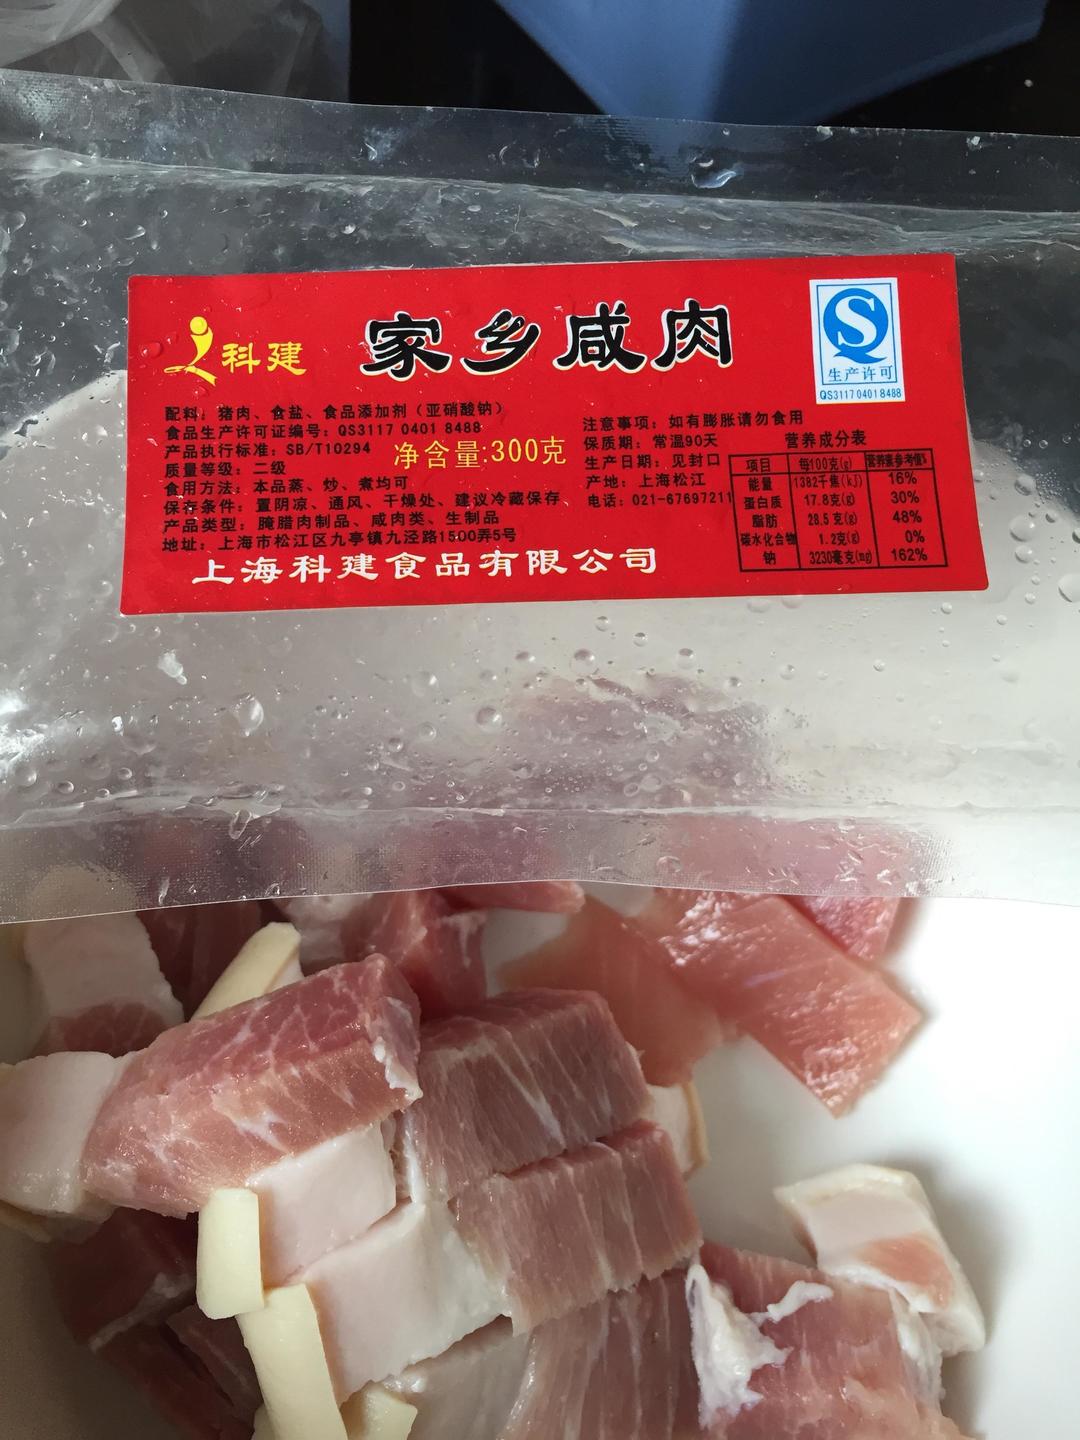 科建
家乡咸肉
S
生产许可
QS3117 0401 8488
配料：猪肉、食盐、食品添加剂（亚硝酸钠）
食品生产许可证编号：QS3117 0401 8488
产品执行标准：SB/T10294
质量等级：二级
净含量:300克
食用方法：本品蒸、炒、煮均可
保存条件：置阴凉、通风、干燥处、建议冷藏保存
产品类型：腌腊肉制品、咸肉类、生制品
地址：上海市松江区九亭镇九泾路1500弄5号
上海科建食品有限公司
注意事项：如有膨胀请勿食用
保质期：常温90天
生产日期：见封口
产地：上海松江
电话：021-67697211
营养成分表
项目 每100克(g) 营养素参考值%
能量 1382千焦(kJ) 16%
蛋白质 17.8克(g) 30%
脂肪 28.5克(g) 48%
碳水化合物 1.2克(g) 0%
钠 3230毫克(mg) 162%